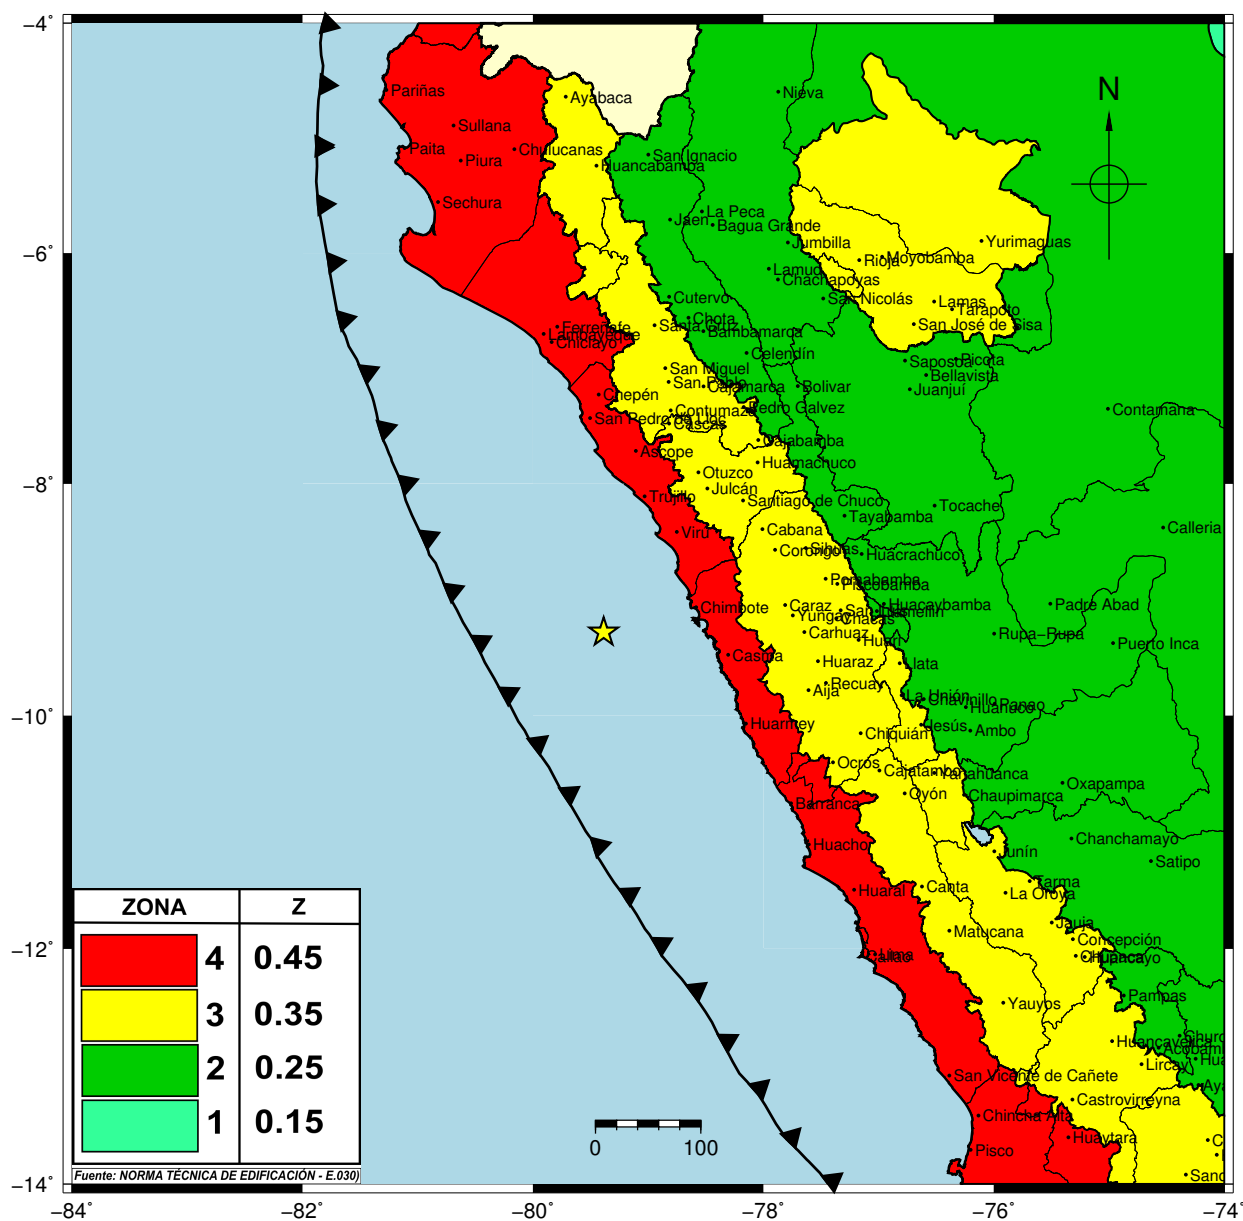 −4˚
N
Pariñas
Ayabaca
Nieva
Sullana
Paita
Chulucanas
Piura
San Ignacio
Huancabamba
Sechura
La Peca
Jaen
Bagua Grande
Jumbilla
Yurimaguas
−6˚
Rioja
Moyobamba
Lamud
Chachapoyas
Cutervo
San Nicolás
Lamas
Tarapoto
Chota
Santa Cruz
San José de Sisa
Ferreñafe
Bambamarca
Lambayeque
Chiclayo
Celendín
Saposoa
Picota
San Miguel
Bellavista
San Pablo
Cajamarca
Bolivar
Juanjuí
Chepén
Contumazá
Pedro Galvez
Contamana
San Pedro de Lloc
Cascas
Cajabamba
Ascope
Huamachuco
Otuzco
−8˚
Julcán
Trujillo
Santiago de Chuco
Tocache
Tayabamba
Virú
Cabana
Calleria
Corongo
Sihuas
Huacrachuco
Pomabamba
Piscobamba
Chimbote
Caraz
Huacaybamba
Padre Abad
Yungay
Chacas
Carhuaz
Huari
Rupa−Rupa
Puerto Inca
Casma
Huaraz
Llata
Recuay
Aija
La Unión
Chavinillo
Panao
Huánuco
−10˚
Huarmey
Jesús
Ambo
Chiquián
Ocros
Cajatambo
Yanahuanca
Oxapampa
Oyón
Chaupimarca
Barranca
Huacho
Chanchamayo
Junín
Satipo
Huaral
Canta
Tarma
La Oroya
Jauja
Matucana
Concepción
−12˚
Lima
Callao
Chupaca
Huancayo
Pampas
Yauyos
Huancavelica
Lircay
San Vicente de Cañete
Castrovirreyna
Chincha Alta
Huaytara
Pisco
ZONA Z
4 0.45
3 0.35
2 0.25
1 0.15
Fuente: NORMA TÉCNICA DE EDIFICACIÓN - E.030)
0 100
−14˚
−84˚ −82˚ −80˚ −78˚ −76˚ −74˚